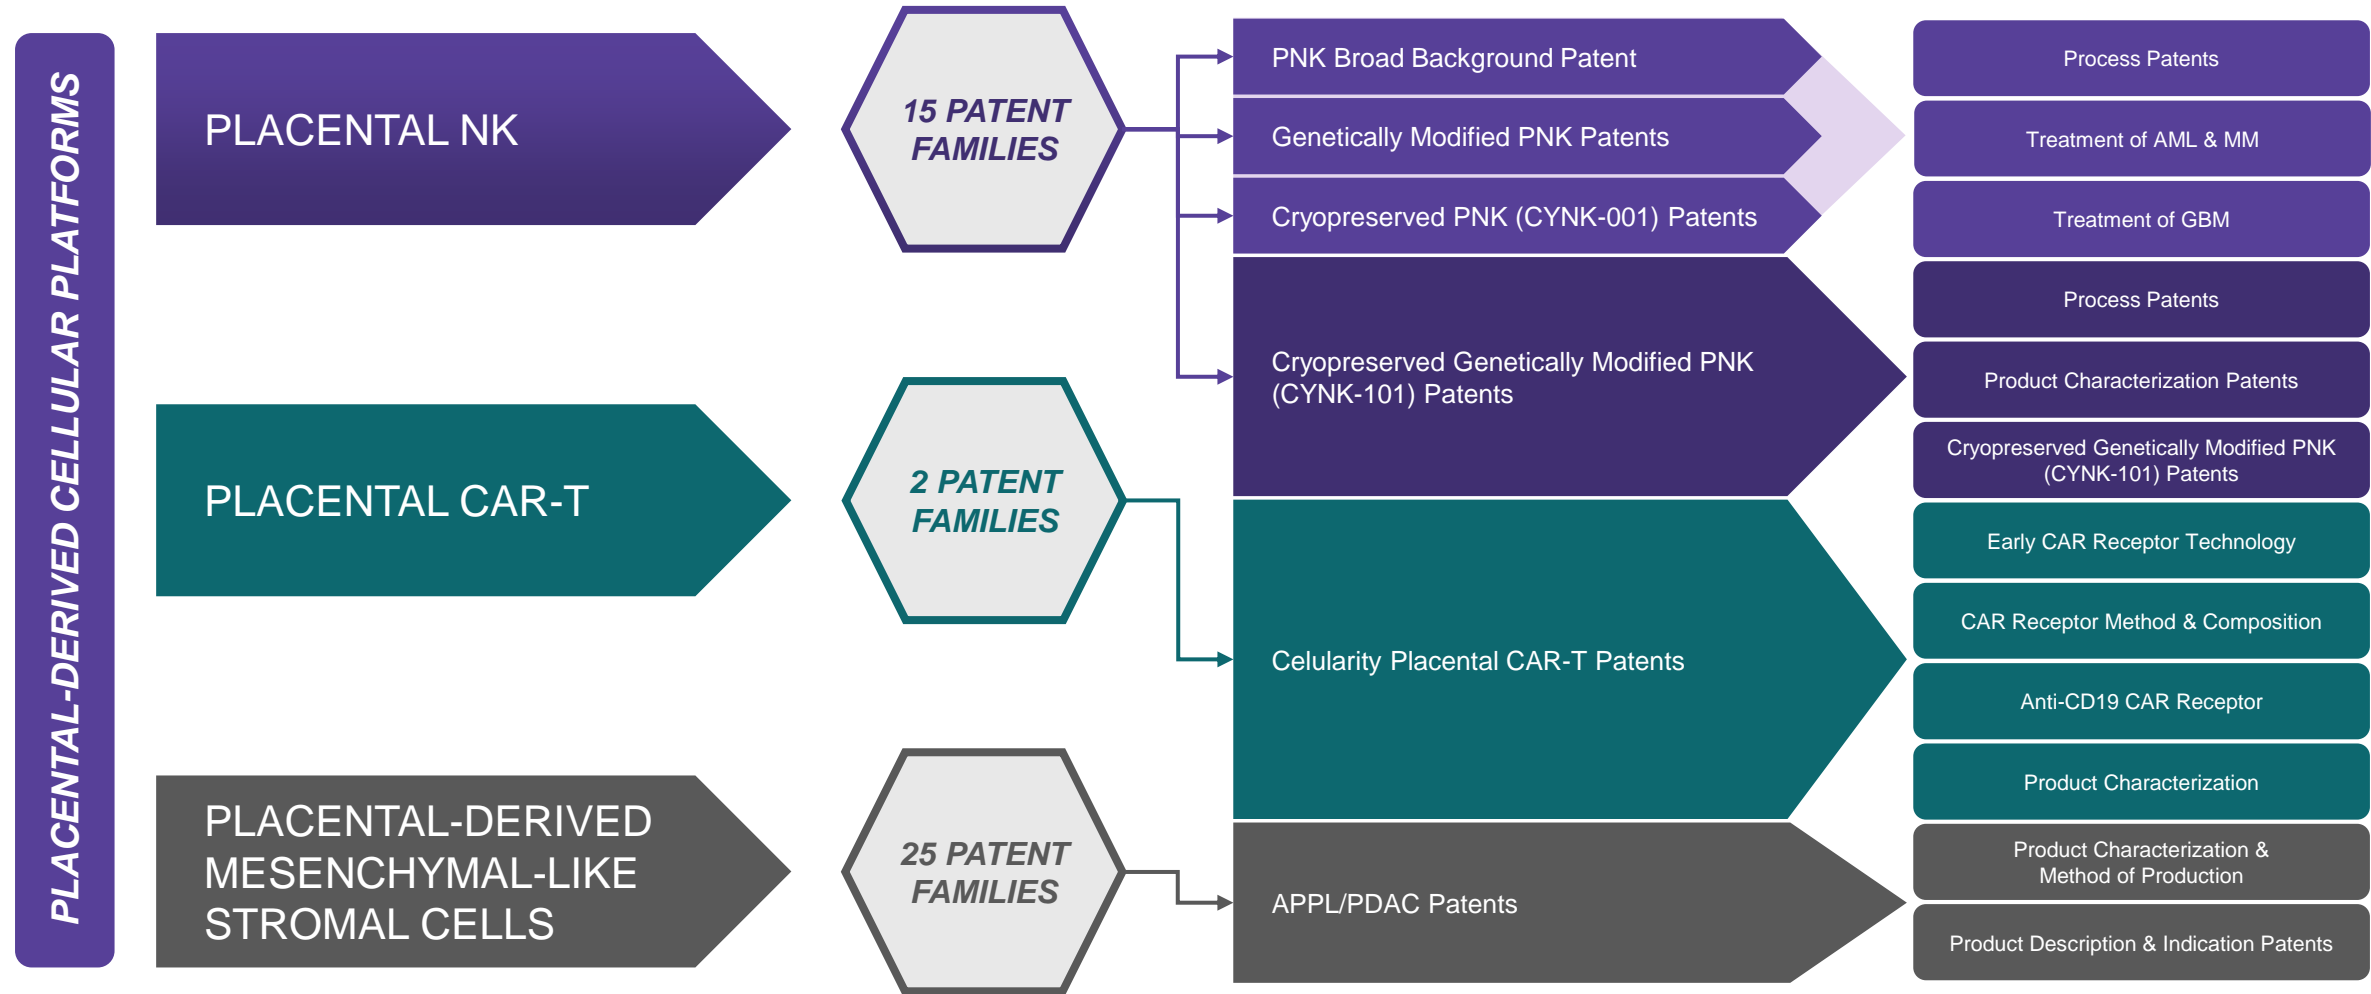 PLACENTAL-DERIVED CELLULAR PLATFORMS
PLACENTAL NK
15 PATENT
FAMILIES
PNK Broad Background Patent
Genetically Modified PNK Patents
Cryopreserved PNK (CYNK-001) Patents
Cryopreserved Genetically Modified PNK
(CYNK-101) Patents
Process Patents
Treatment of AML & MM
Treatment of GBM
Process Patents
Product Characterization Patents
Cryopreserved Genetically Modified PNK
(CYNK-101) Patents
PLACENTAL CAR-T
2 PATENT
FAMILIES
Celularity Placental CAR-T Patents
Early CAR Receptor Technology
CAR Receptor Method & Composition
Anti-CD19 CAR Receptor
Product Characterization
PLACENTAL-DERIVED
MESENCHYMAL-LIKE
STROMAL CELLS
25 PATENT
FAMILIES
APPL/PDAC Patents
Product Characterization &
Method of Production
Product Description & Indication Patents